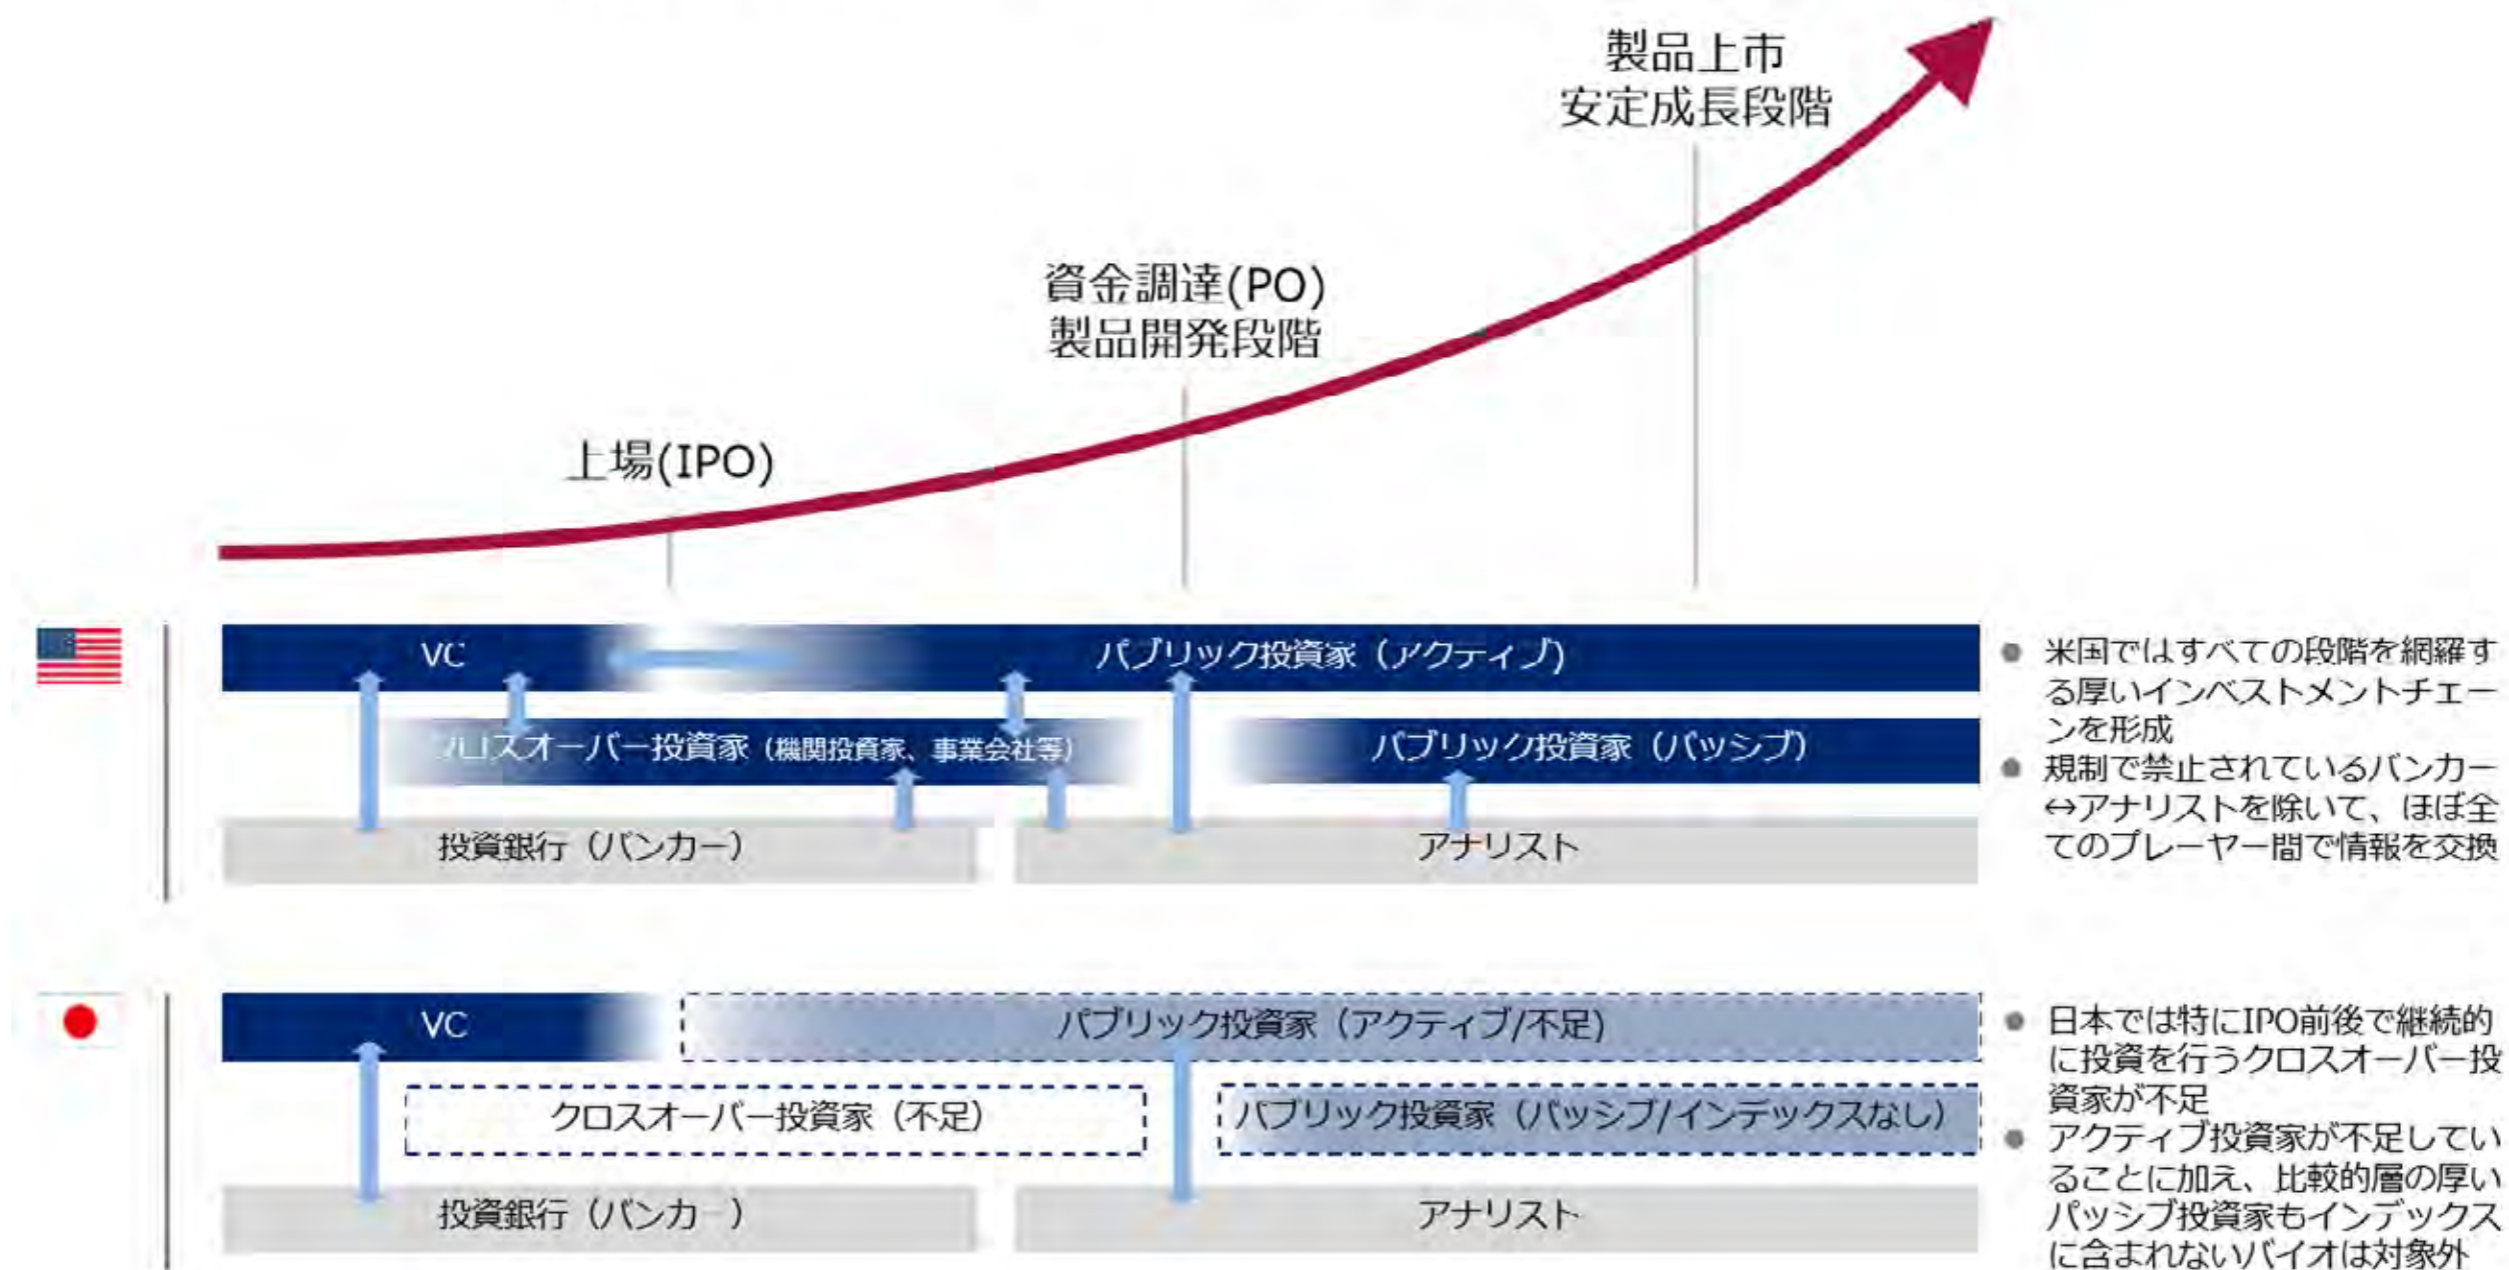 製品上市
安定成長段階
資金調達(PO)
製品開発段階
上場(IPO)
VC
パブリック投資家（アクティブ)
クロスオーバー投資家（機関投資家、事業会社等）
パブリック投資家（パッシブ）
投資銀行（バンカー）
アナリスト
● 米国ではすべての段階を網羅す
る厚いインベストメントチェー
ンを形成
● 規制で禁止されているバンカー
⇔アナリストを除いて、ほぼ全
てのプレーヤー間で情報を交換
VC
パブリック投資家（アクティブ/不足)
クロスオーバー投資家（不足）
パブリック投資家（パッシブ/インデックスなし）
投資銀行（バンカー）
アナリスト
● 日本では特にIPO前後で継続的
に投資を行うクロスオーバー投
資家が不足
● アクティブ投資家が不足してい
ることに加え、比較的層の厚い
パッシブ投資家もインデックス
に含まれないバイオは対象外